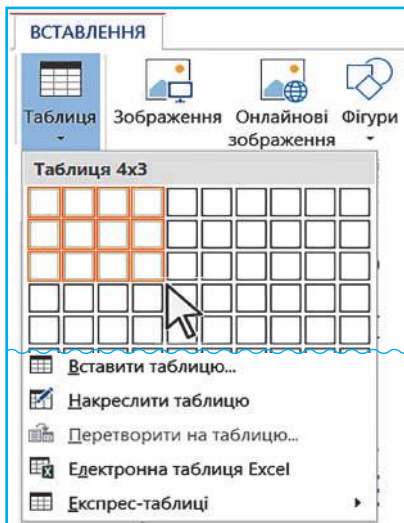 ВСТАВЛЕННЯ
Таблиця Зображення Онлайнові зображення Фігури
Таблиця 4x3
Вставити таблицю...
Накреслити таблицю
Перетворити на таблицю...
Електронна таблиця Excel
Експрес-таблиці